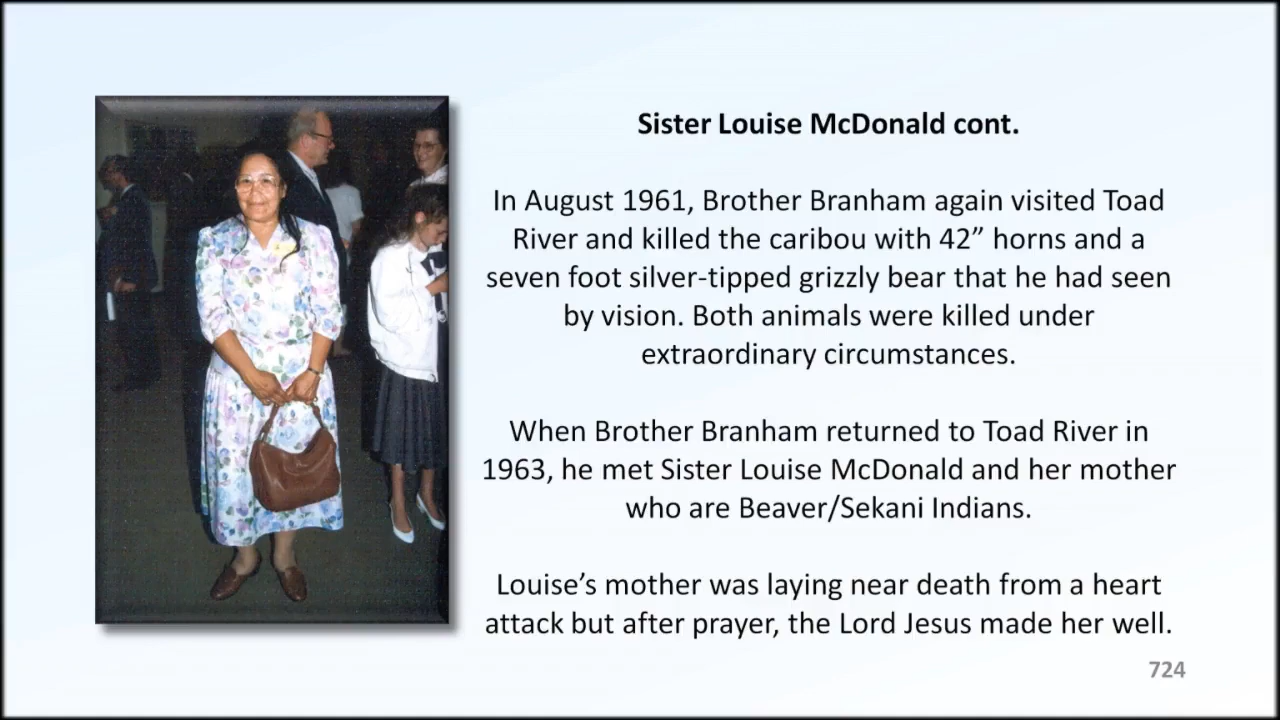 Sister Louise McDonald cont.
In August 1961, Brother Branham again visited Toad
River and killed the caribou with 42” horns and a
seven foot silver-tipped grizzly bear that he had seen
by vision. Both animals were killed under
extraordinary circumstances.
When Brother Branham returned to Toad River in
1963, he met Sister Louise McDonald and her mother
who are Beaver/Sekani Indians.
Louise’s mother was laying near death from a heart
attack but after prayer, the Lord Jesus made her well.
724